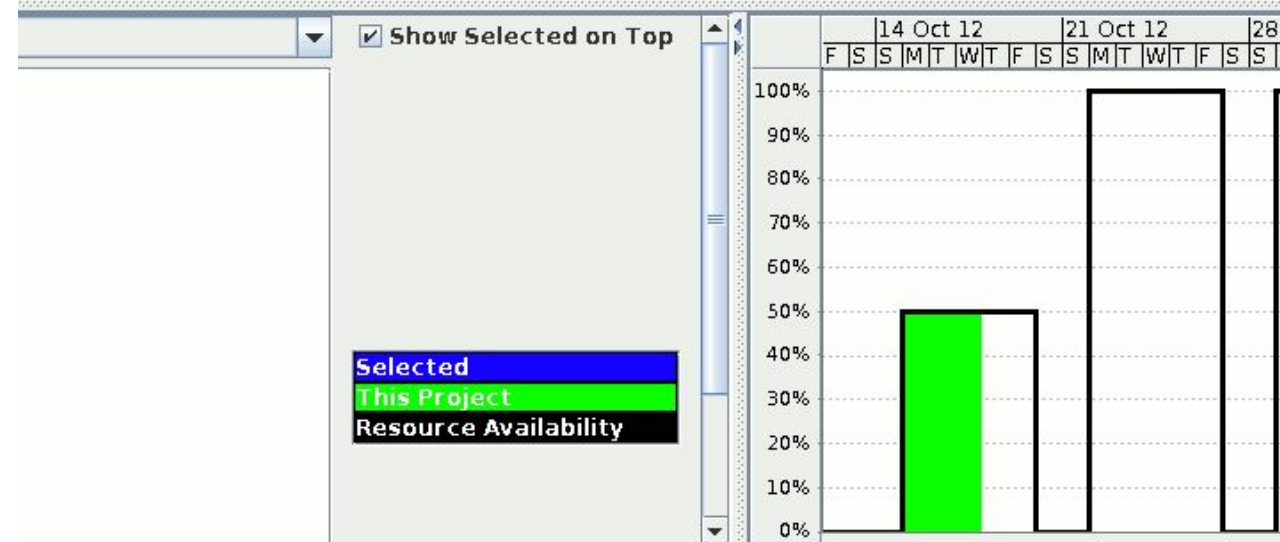 Show Selected on Top
Selected
This Project
Resource Availability
14 Oct 12 21 Oct 12 28
F S S M T W T F S S M T W T F S S
100%
90%
80%
70%
60%
50%
40%
30%
20%
10%
0%